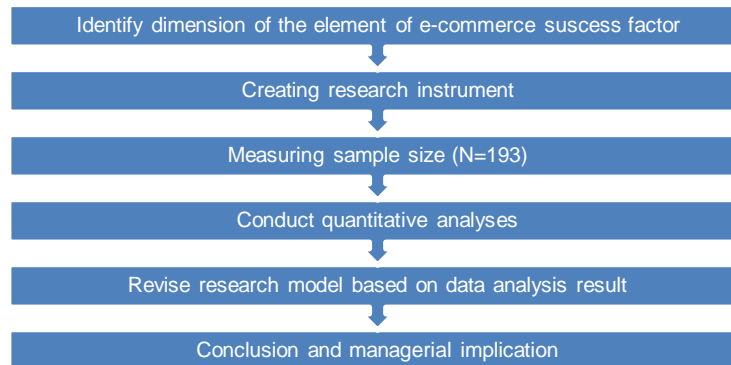 Identify dimension of the element of e-commerce suscess factor
Creating research instrument
Measuring sample size (N=193)
Conduct quantitative analyses
Revise research model based on data analysis result
Conclusion and managerial implication